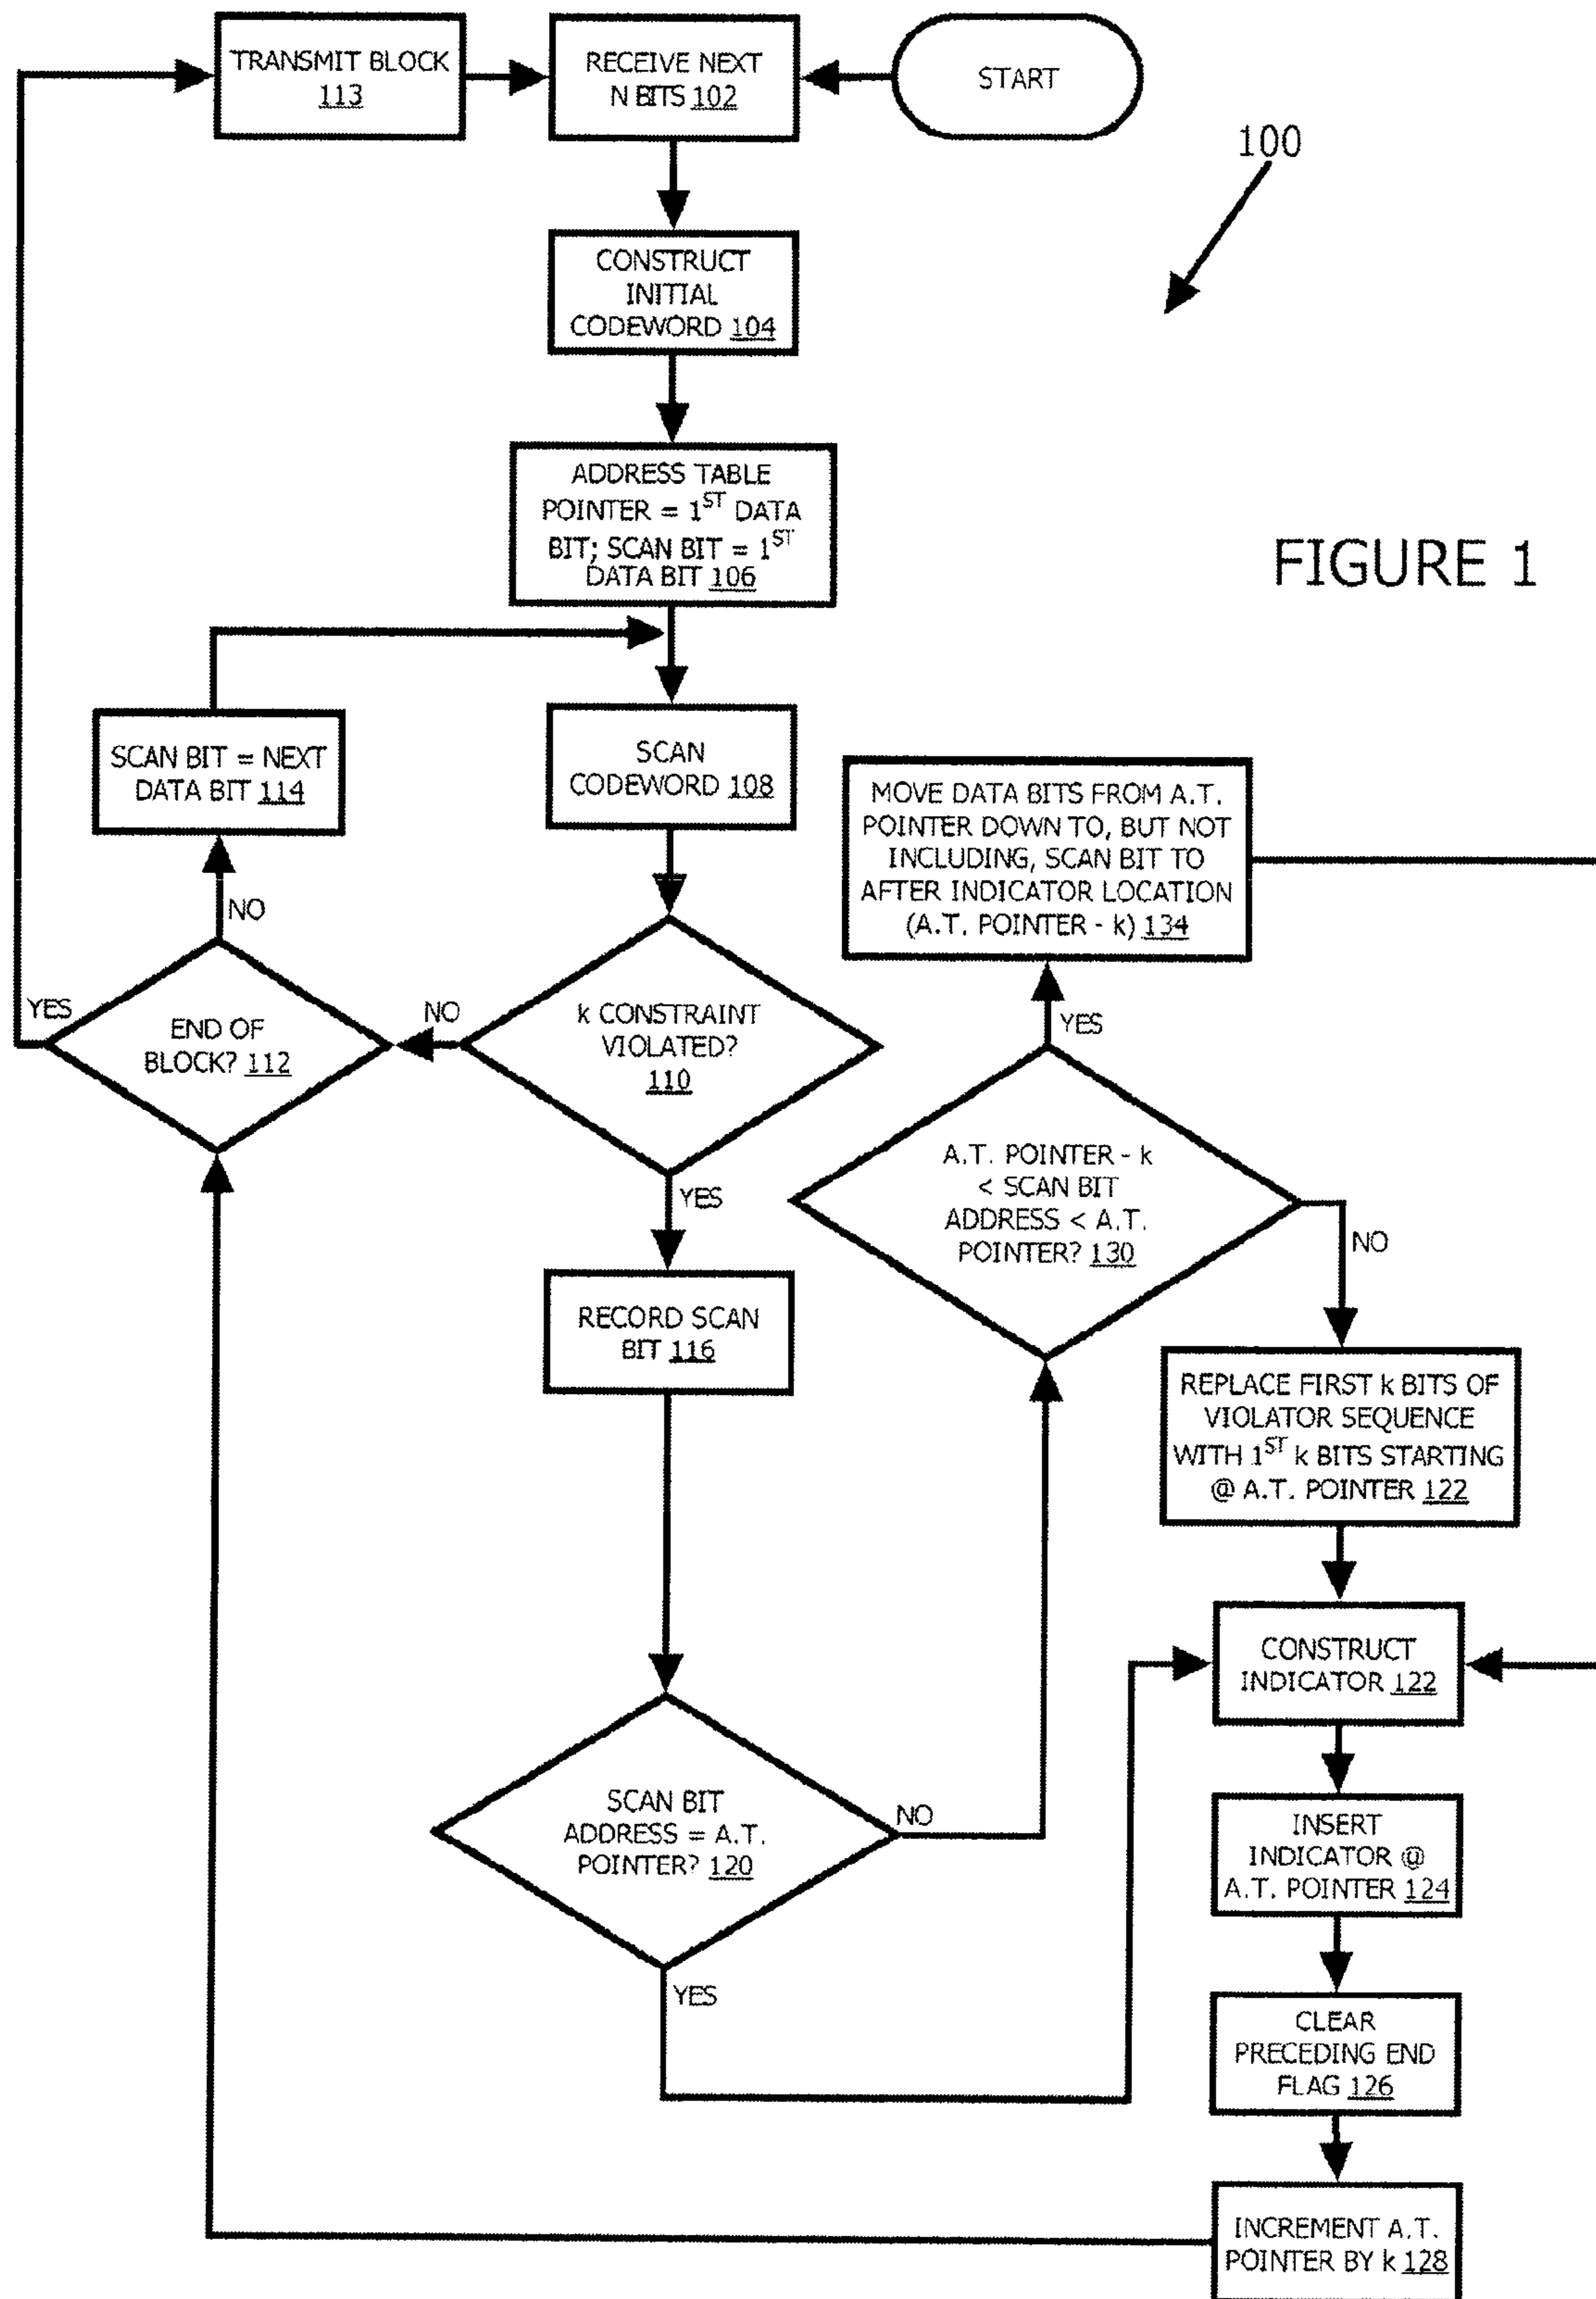 TRANSMIT BLOCK
113
RECEIVE NEXT
N BITS 102
START
100
CONSTRUCT
INITIAL
CODEWORD 104
ADDRESS TABLE
POINTER = 1ST DATA
BIT; SCAN BIT = 1ST
DATA BIT 106
FIGURE 1
SCAN BIT = NEXT
DATA BIT 114
SCAN
CODEWORD 108
MOVE DATA BITS FROM A.T.
POINTER DOWN TO, BUT NOT
INCLUDING, SCAN BIT TO
AFTER INDICATOR LOCATION
(A.T. POINTER - k) 134
NO
YES
END OF
BLOCK? 112
NO
k CONSTRAINT
VIOLATED?
110
YES
YES
A.T. POINTER - k
< SCAN BIT
ADDRESS < A.T.
POINTER? 130
NO
RECORD SCAN
BIT 116
REPLACE FIRST k BITS OF
VIOLATOR SEQUENCE
WITH 1ST k BITS STARTING
@ A.T. POINTER 122
CONSTRUCT
INDICATOR 122
SCAN BIT
ADDRESS = A.T.
POINTER? 120
NO
YES
INSERT
INDICATOR @
A.T. POINTER 124
CLEAR
PRECEDING END
FLAG 126
INCREMENT A.T.
POINTER BY k 128